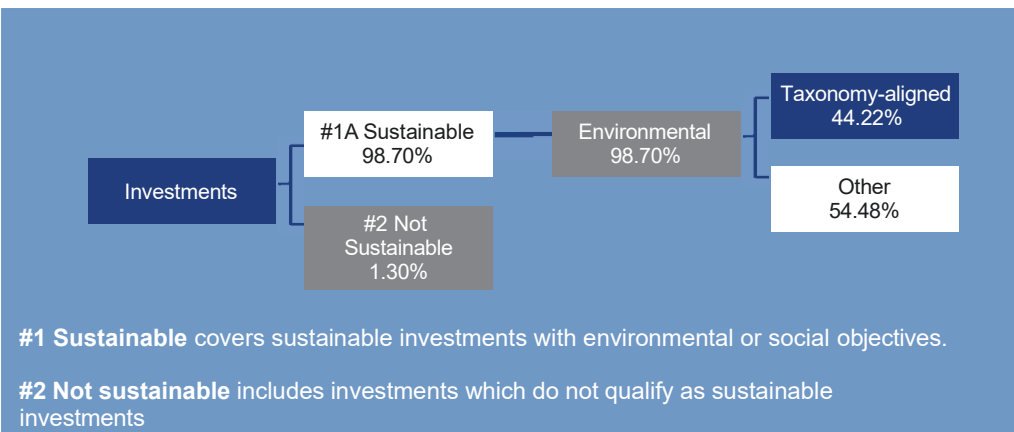 Investments
#1A Sustainable
98.70%
#2 Not
Sustainable
1.30%
Environmental
98.70%
Taxonomy-aligned
44.22%
Other
54.48%
#1 Sustainable covers sustainable investments with environmental or social objectives.
#2 Not sustainable includes investments which do not qualify as sustainable
investments